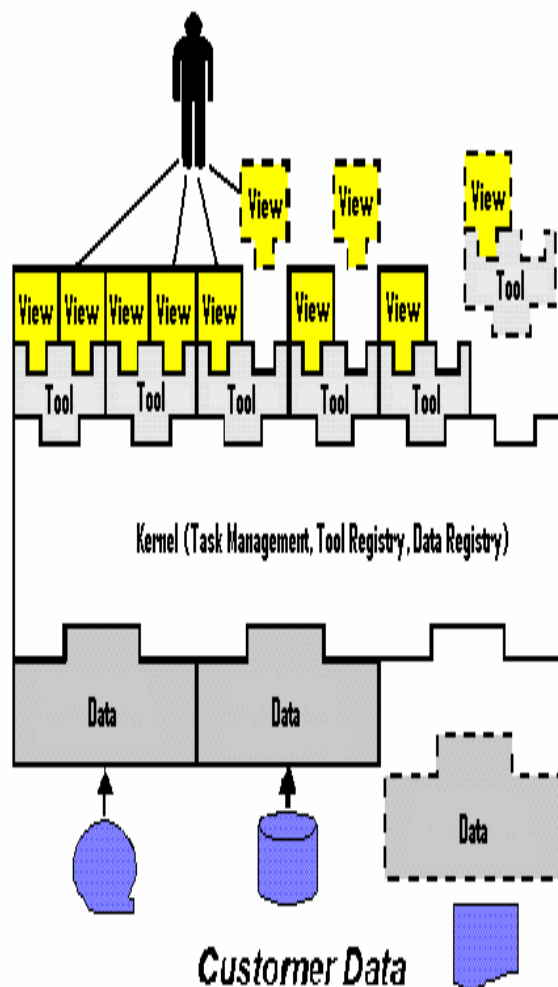 View View
View
View View View View View View View
Tool
Tool Tool Tool Tool Tool
Kernel (Task Management, Tool Registry, Data Registry)
Data Data
Data
Customer Data